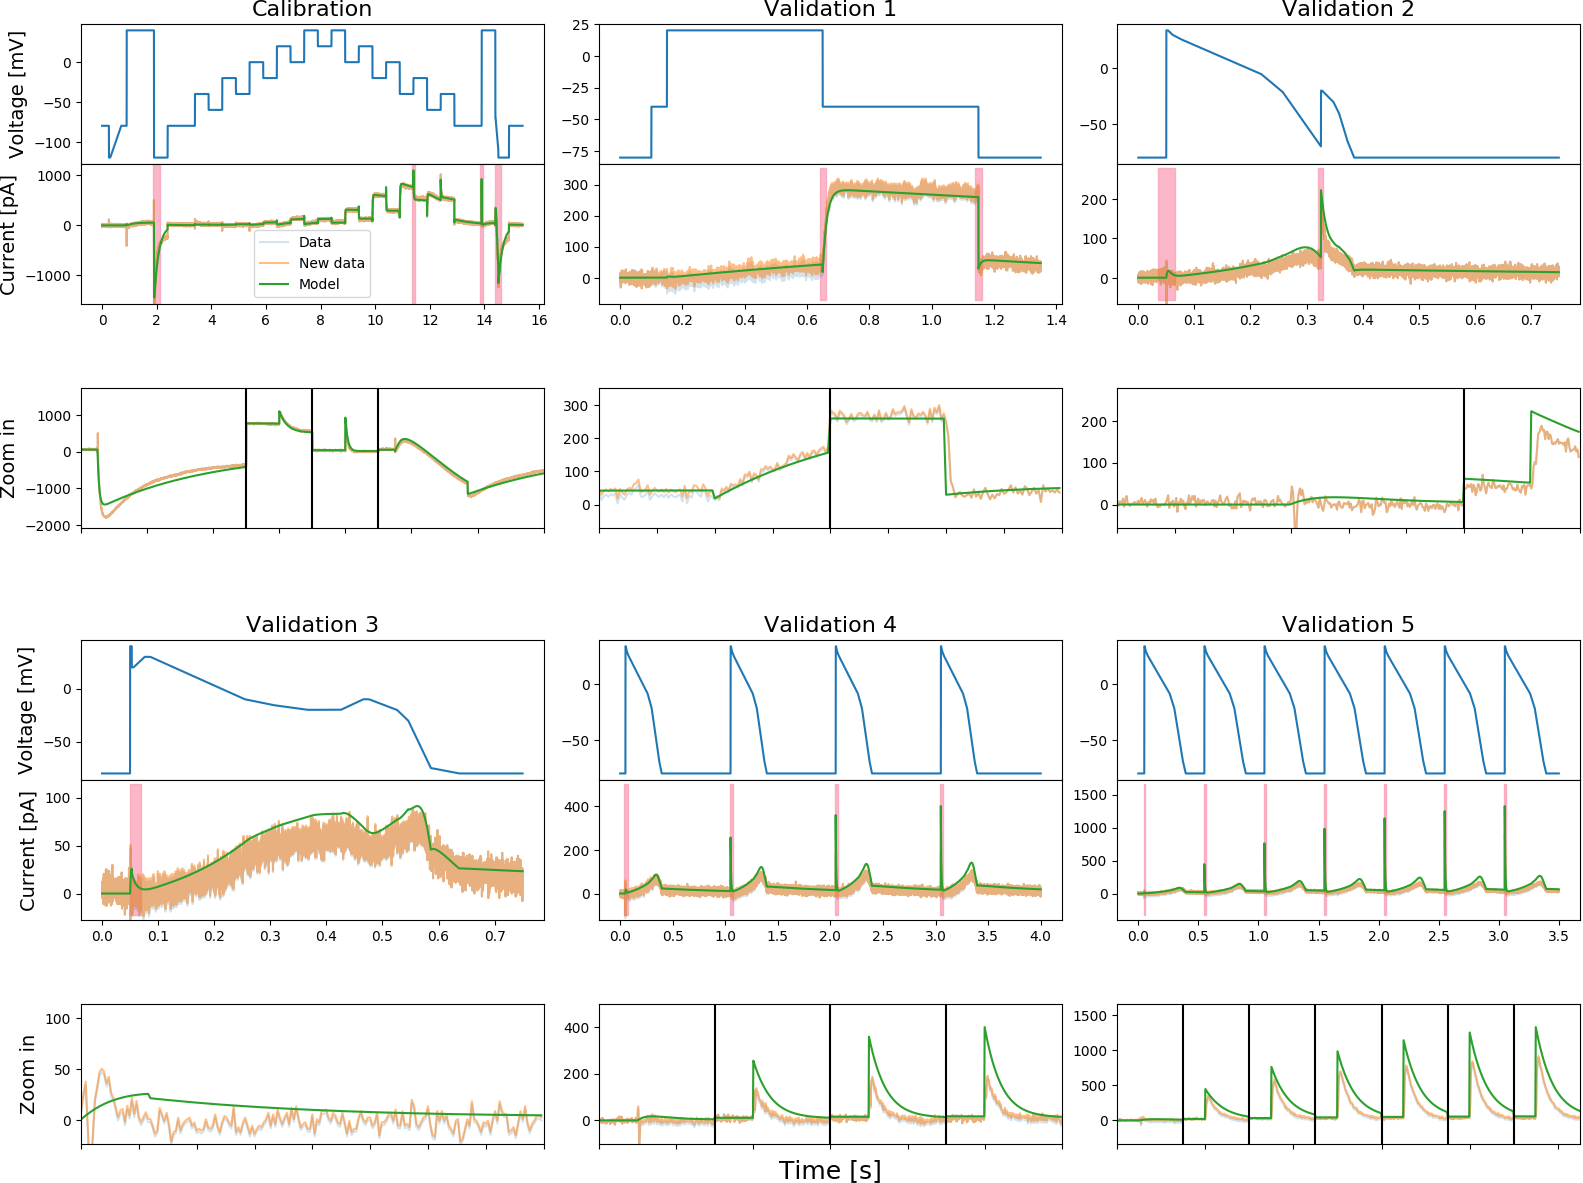 Calibration
Validation 1
Validation 2
Voltage [mV]
0
−50
−100
25
0
−25
−50
−75
0
−50
Current [pA]
1000
0
−1000
Data
New data
Model
300
200
100
0
200
100
0
0 2 4 6 8 10 12 14 16
0.0 0.2 0.4 0.6 0.8 1.0 1.2 1.4
0.0 0.1 0.2 0.3 0.4 0.5 0.6 0.7
Zoom in
1000
0
−1000
−2000
300
200
100
0
200
100
0
Validation 3
Validation 4
Validation 5
Voltage [mV]
0
−50
0
−50
0
−50
Current [pA]
100
50
0
400
200
0
1500
1000
500
0
0.0 0.1 0.2 0.3 0.4 0.5 0.6 0.7
0.0 0.5 1.0 1.5 2.0 2.5 3.0 3.5 4.0
0.0 0.5 1.0 1.5 2.0 2.5 3.0 3.5
Zoom in
100
50
0
400
200
0
1500
1000
500
0
Time [s]